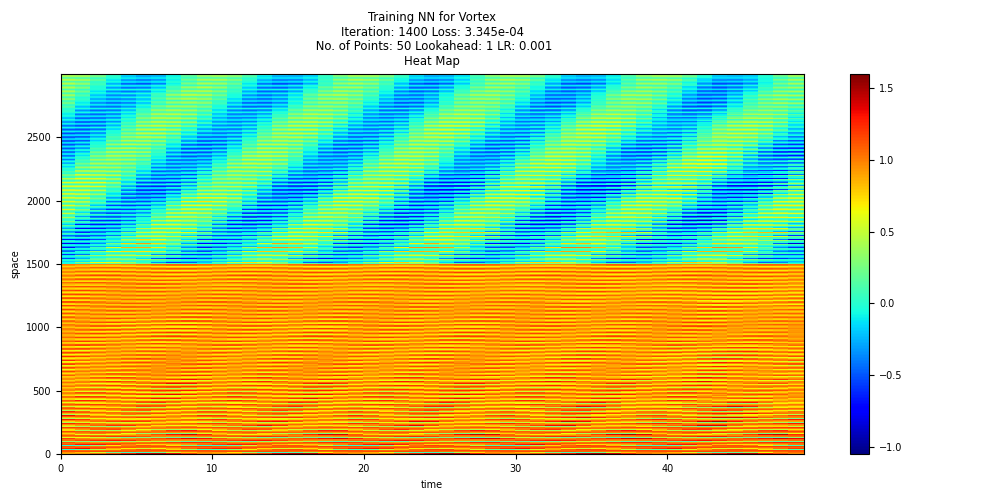 Training NN for Vortex
Iteration: 1400 Loss: 3.345e-04
No. of Points: 50 Lookahead: 1 LR: 0.001
Heat Map
2500
2000
1500
1000
500
0
space
0 10 20 30 40
time
1.5
1.0
0.5
0.0
−0.5
−1.0